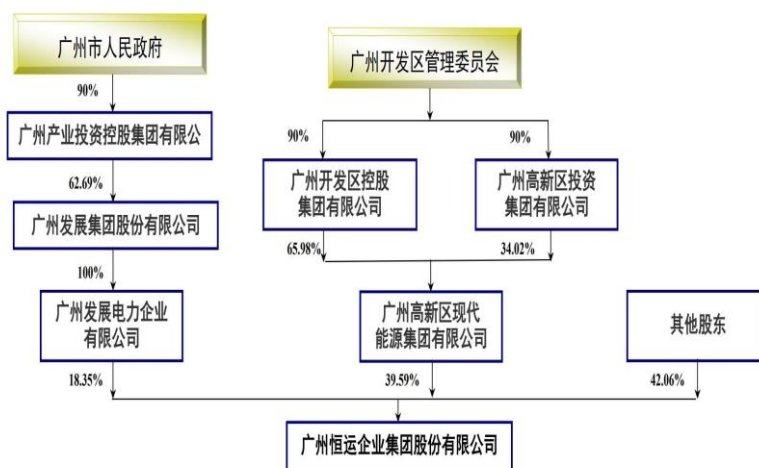 广州市人民政府
广州开发区管理委员会
90%
广州产业投资控股集团有限公
90%
90%
62.69%
广州开发区控股
集团有限公司
广州高新区投资
集团有限公司
广州发展集团股份有限公司
65.98%
34.02%
100%
广州发展电力企业
有限公司
广州高新区现代
能源集团有限公司
其他股东
18.35%
39.59%
42.06%
广州恒运企业集团股份有限公司